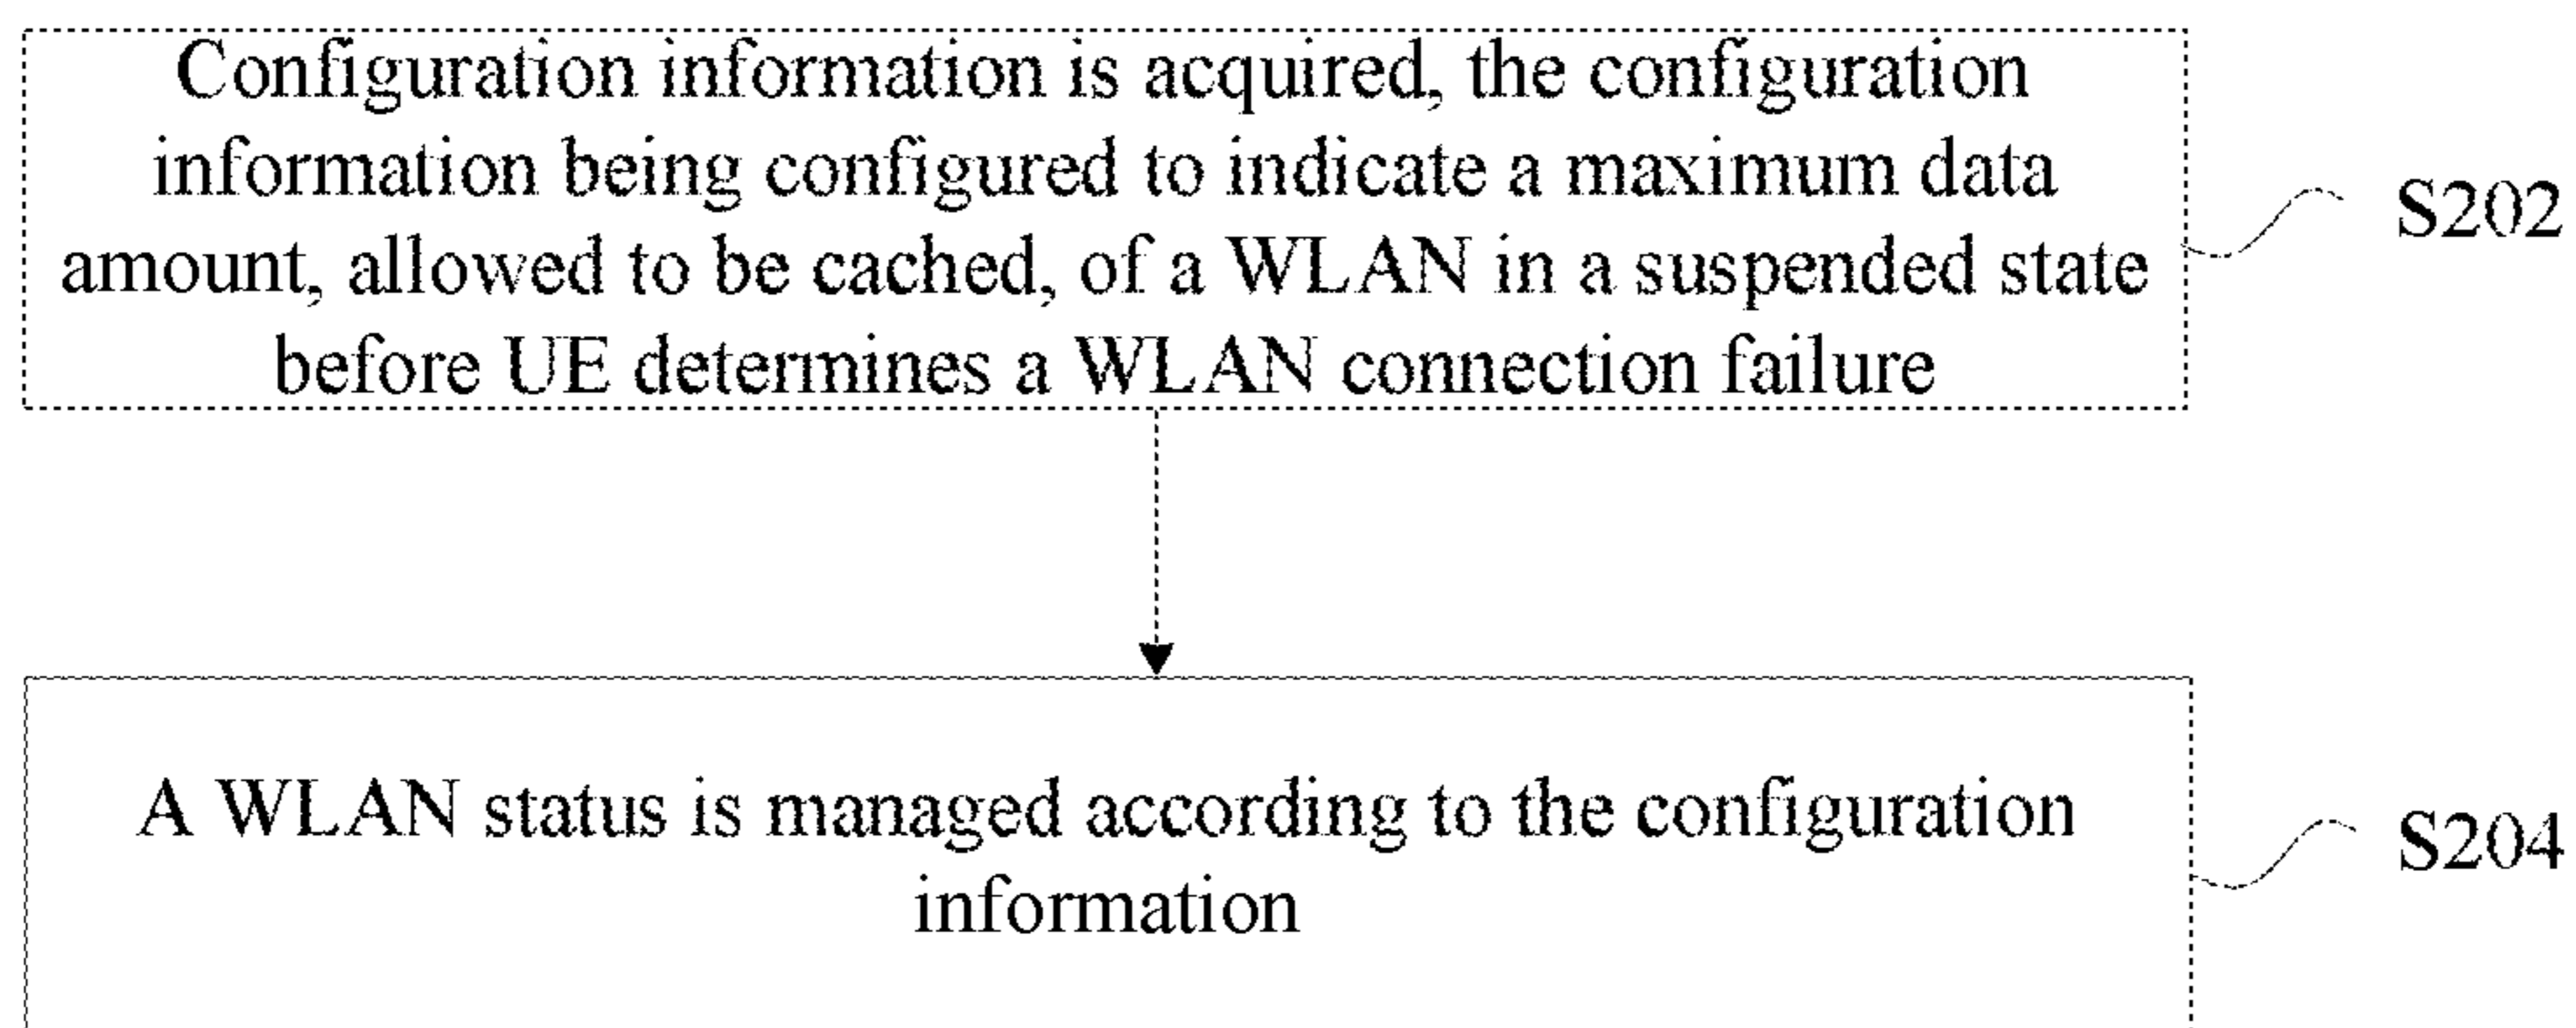 Configuration information is acquired, the configuration
information being configured to indicate a maximum data
amount, allowed to be cached, of a WLAN in a suspended state
before UE determines a WLAN connection failure
S202
A WLAN status is managed according to the configuration
information
S204